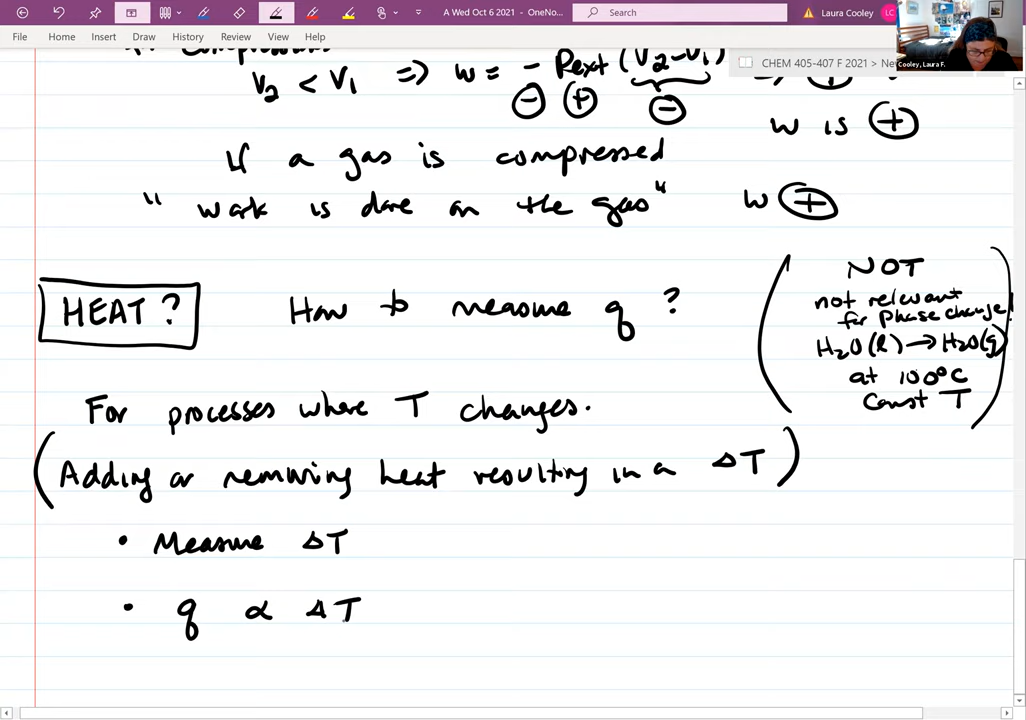 A Wed Oct 6 2021 - OneNo...
Search
Laura Cooley
LC
File Home Insert Draw History Review View Help
CHEM 405-407 F 2021 > Ne
Cooley, Laura F.
V2 < V1 => w = - Pext (V2-V1)
- + -
w is +
If a gas is compressed
"work is done on the gas" w +
HEAT? How to measure q?
(NOT
not relevant
for phase change!
H2O(l) → H2O(g)
at 100°C
const T)
For processes where T changes.
(Adding or removing heat resulting in a ΔT)
• Measure ΔT
• q ∝ ΔT